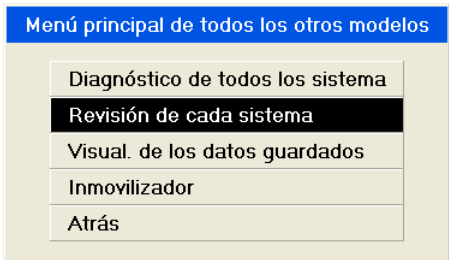 Menú principal de todos los otros modelos
Diagnóstico de todos los sistema
Revisión de cada sistema
Visual. de los datos guardados
Inmovilizador
Atrás